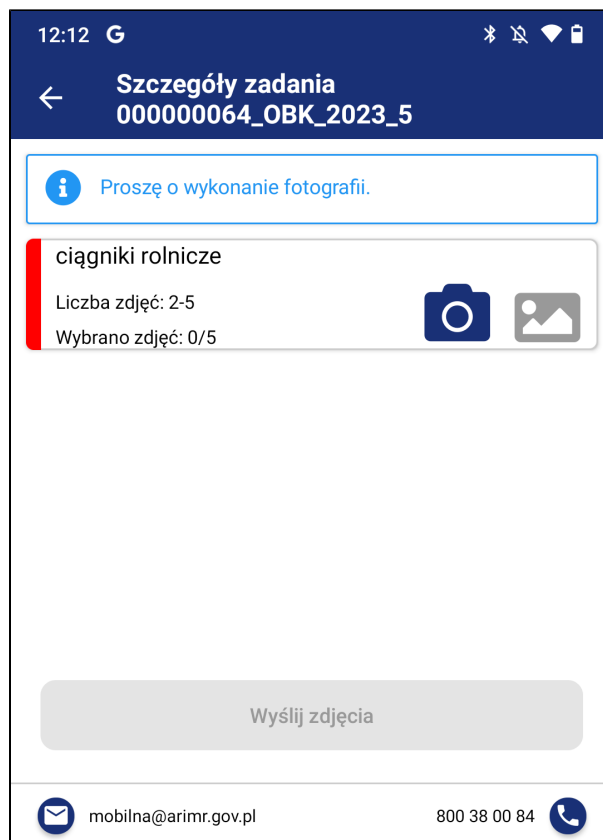 12:12 G
Szczegóły zadania
000000064_OBK_2023_5
Proszę o wykonanie fotografii.
ciągniki rolnicze
Liczba zdjęć: 2-5
Wybrano zdjęć: 0/5
Wyślij zdjęcia
mobilna@arimr.gov.pl 800 38 00 84